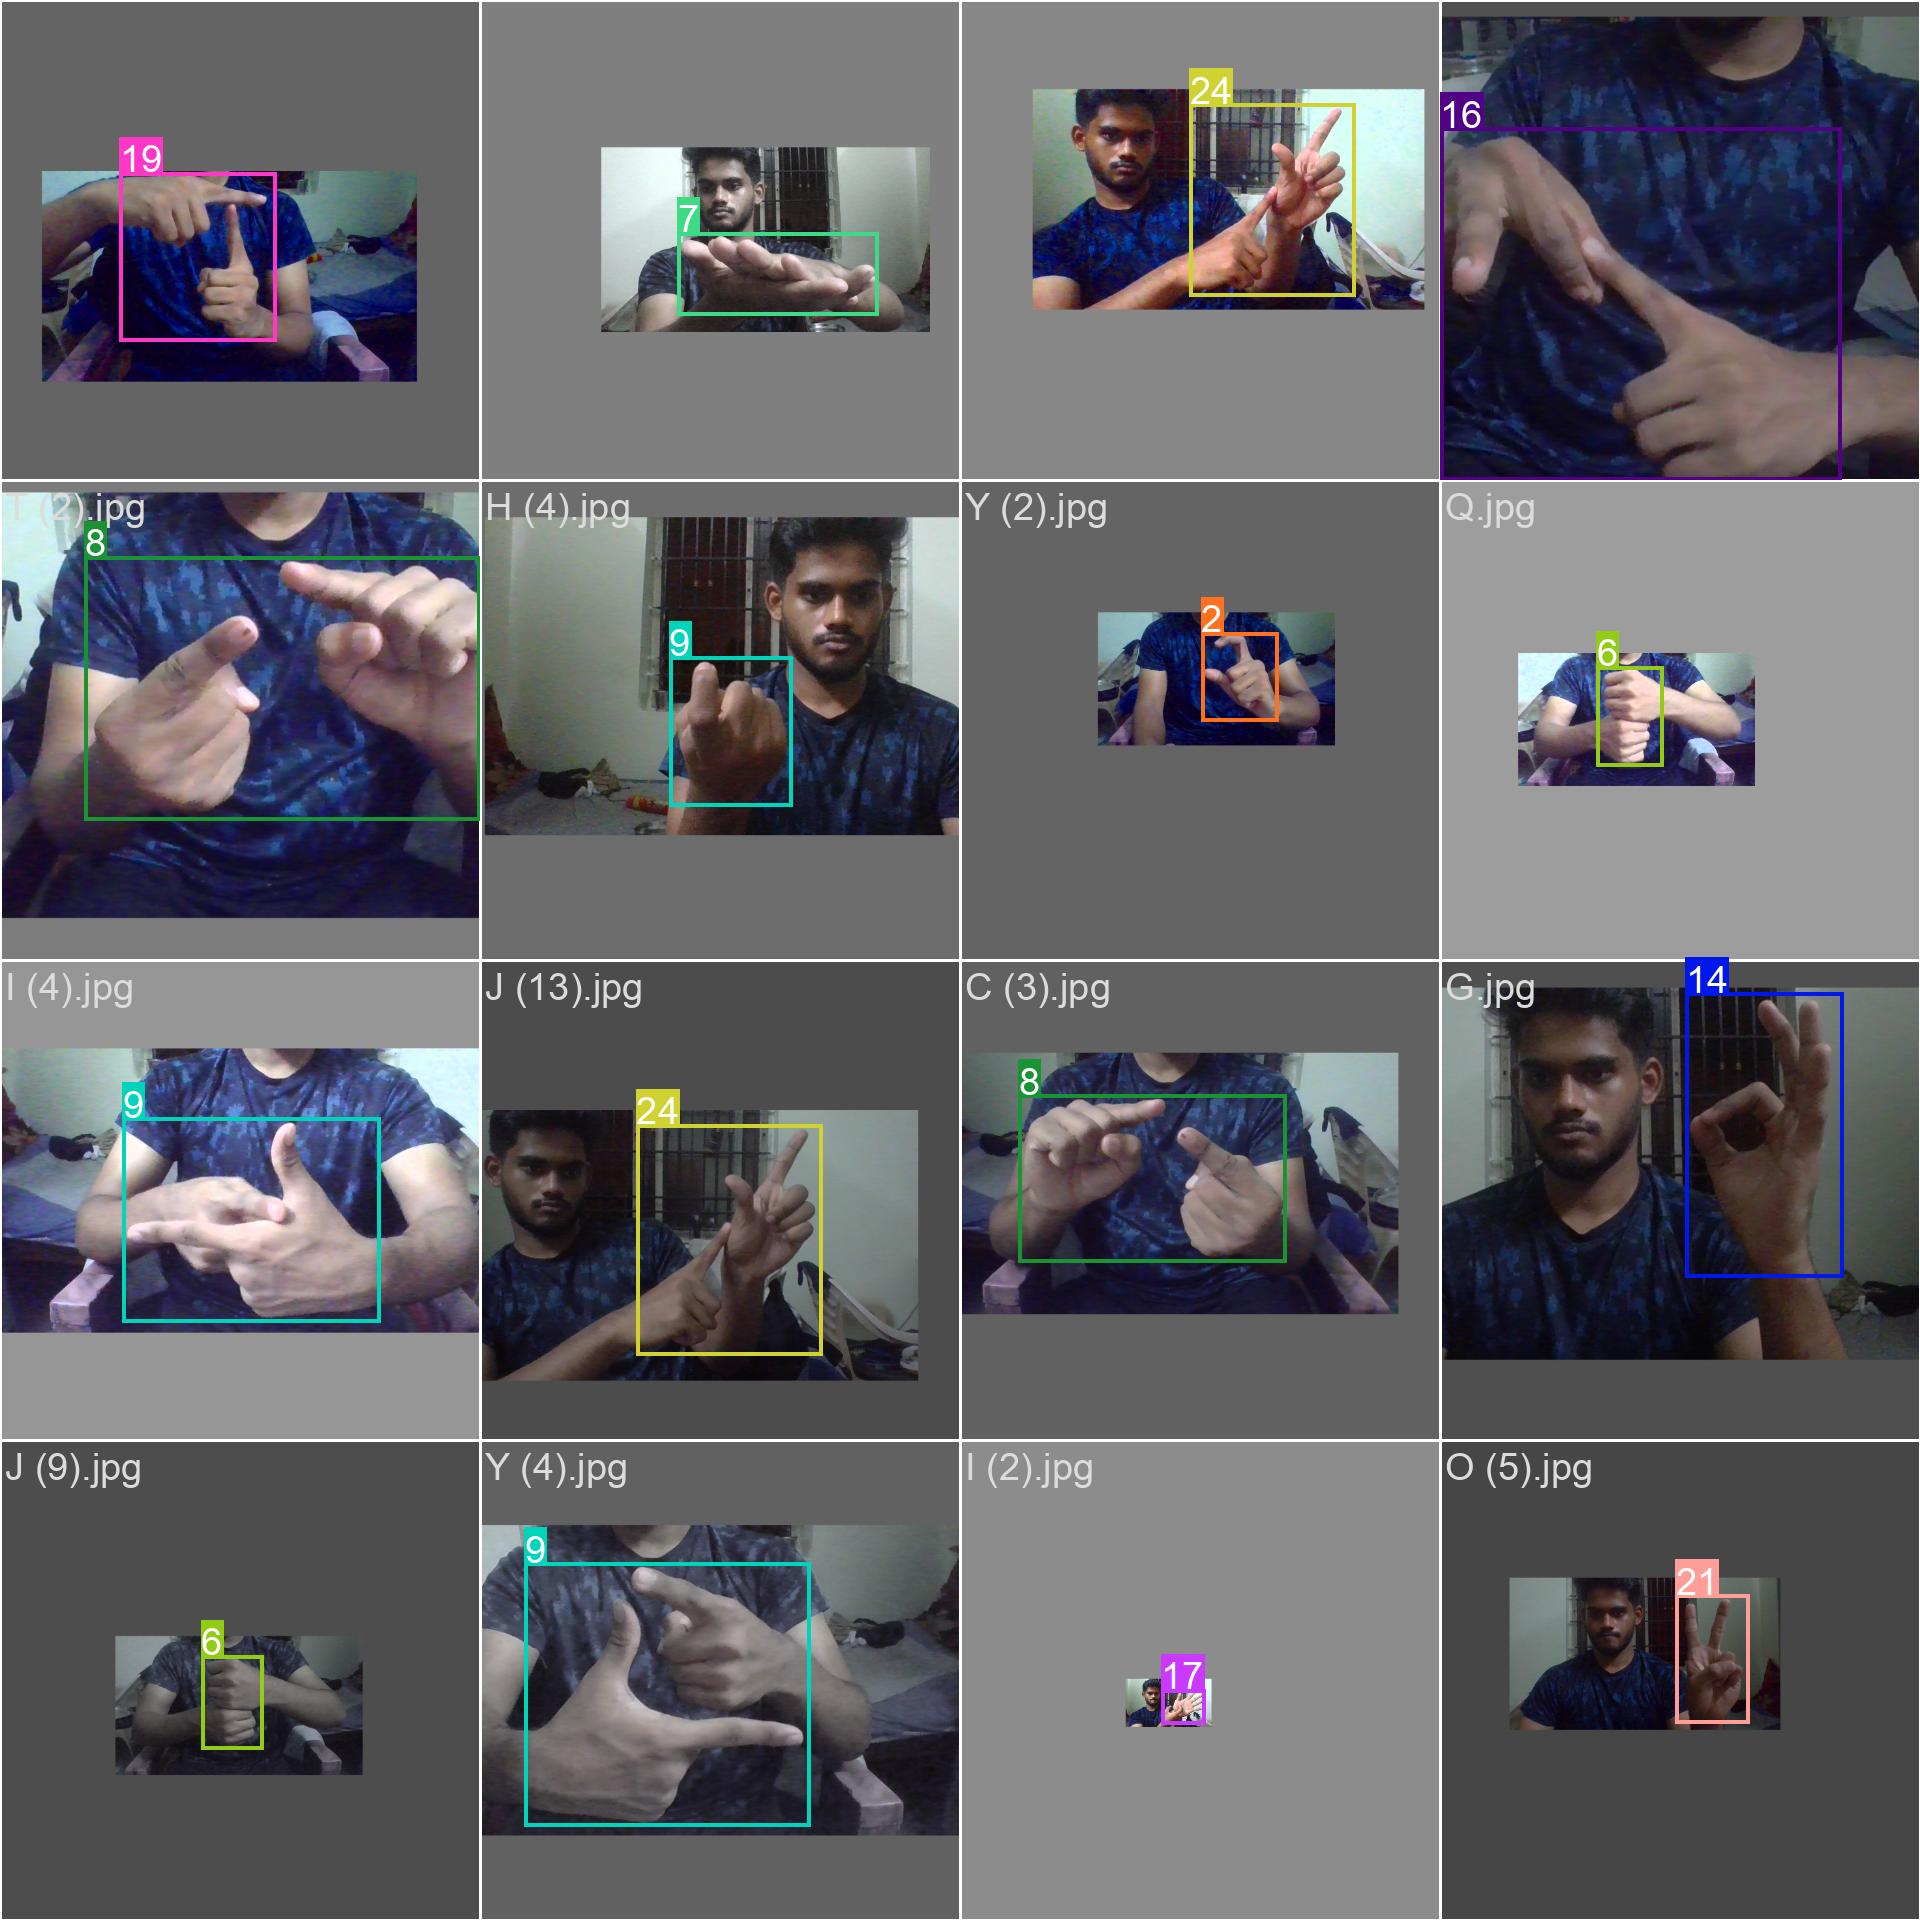 19
7
24
16
T (2).jpg
8
H (4).jpg
9
Y (2).jpg
2
Q.jpg
6
I (4).jpg
9
J (13).jpg
24
C (3).jpg
8
G.jpg
14
J (9).jpg
6
Y (4).jpg
9
I (2).jpg
17
O (5).jpg
21